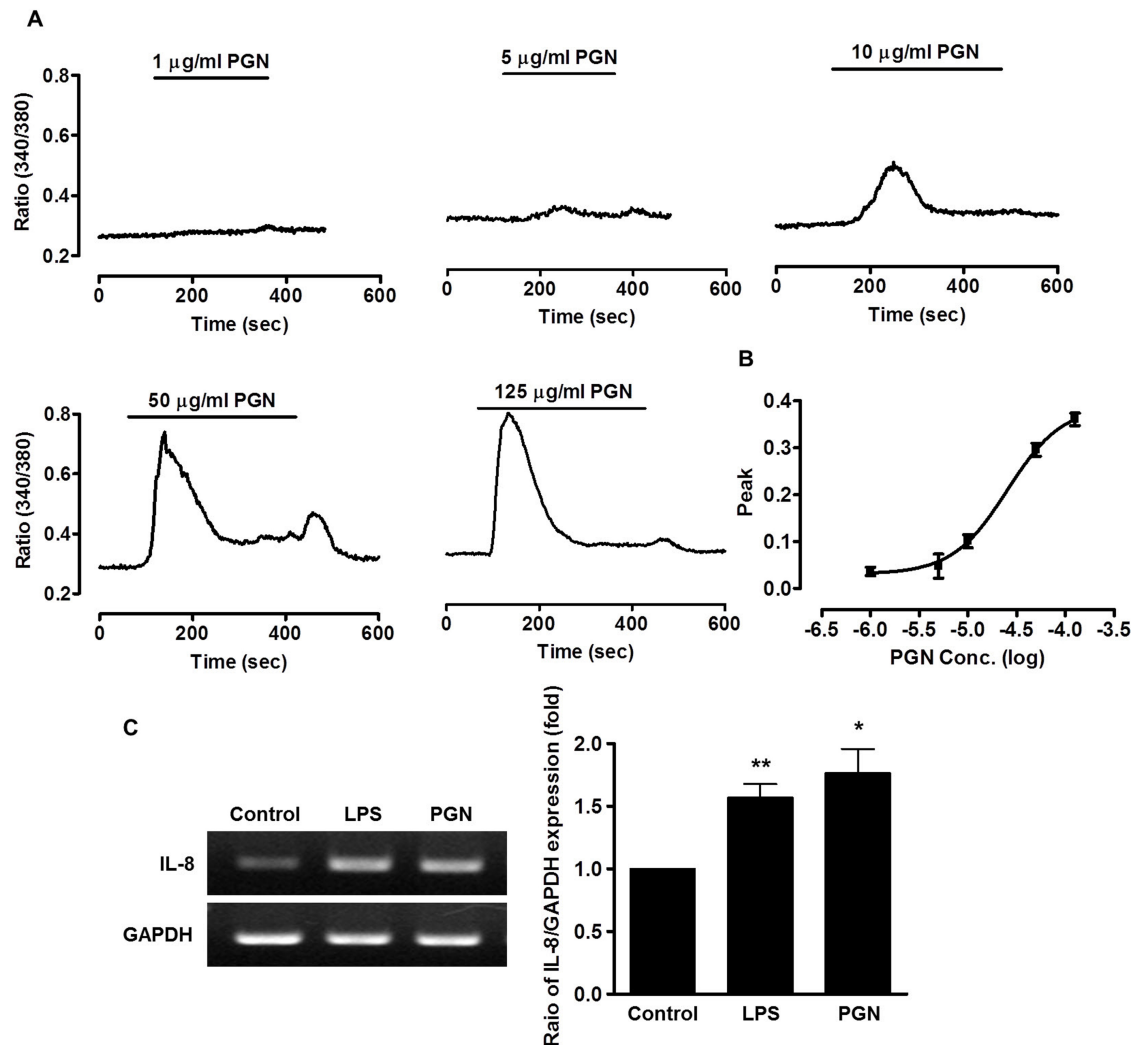 A
1 µg/ml PGN
5 µg/ml PGN
10 µg/ml PGN
Ratio (340/380)
0.8
0.6
0.4
0.2
0 200 400 600
Time (sec)
0 200 400 600
Time (sec)
0 200 400 600
Time (sec)
50 µg/ml PGN
125 µg/ml PGN
Ratio (340/380)
0.8
0.6
0.4
0.2
0 200 400 600
Time (sec)
0 200 400 600
Time (sec)
B
Peak
0.4
0.3
0.2
0.1
0.0
-6.5 -6.0 -5.5 -5.0 -4.5 -4.0 -3.5
PGN Conc. (log)
C
Control LPS PGN
IL-8
GAPDH
Raio of IL-8/GAPDH expression (fold)
2.0
1.5
1.0
0.5
0.0
**
*
Control LPS PGN